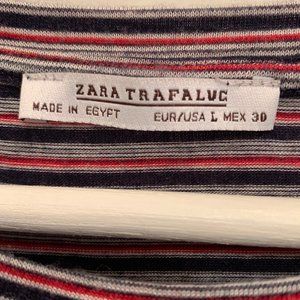 ZARA TRAFALUC
MADE IN EGYPT
EUR/USA L MEX 30